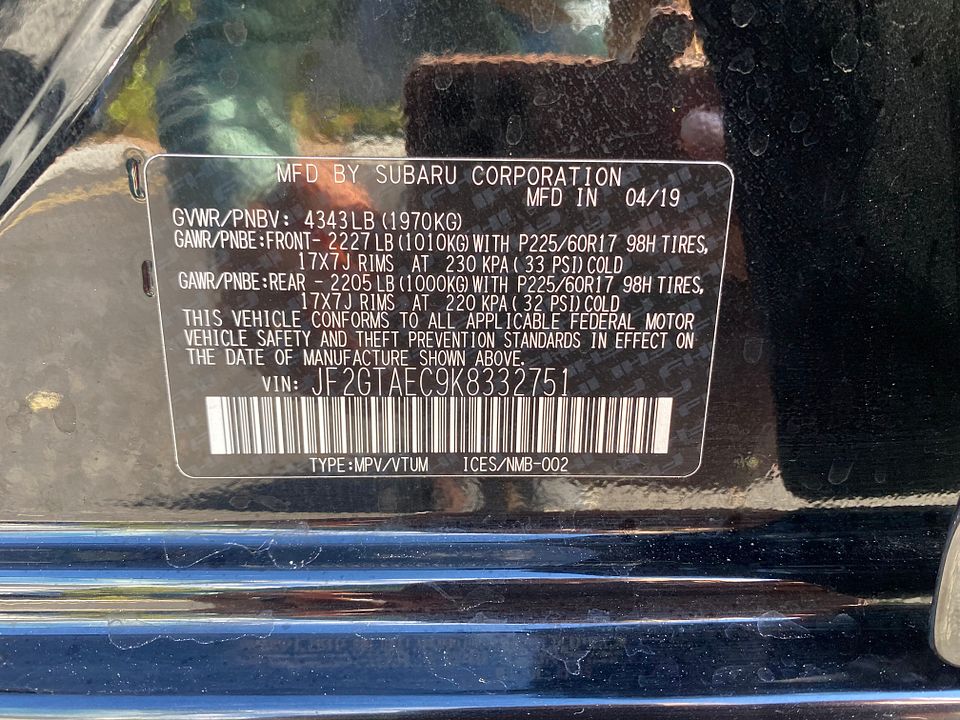 MFD BY SUBARU CORPORATION
MFD IN 04/19
GVWR/PNBV: 4343LB (1970KG)
GAWR/PNBE:FRONT- 2227 LB (1010KG) WITH P225/60R17 98H TIRES,
17X7J RIMS AT 230 KPA ( 33 PSI) COLD
GAWR/PNBE:REAR - 2205 LB (1000KG) WITH P225/60R17 98H TIRES,
17X7J RIMS AT 220 KPA ( 32 PSI) COLD.
THIS VEHICLE CONFORMS TO ALL APPLICABLE FEDERAL MOTOR
VEHICLE SAFETY AND THEFT PREVENTION STANDARDS IN EFFECT ON
THE DATE OF MANUFACTURE SHOWN ABOVE.
VIN: JF2GTAEC9K8332751
TYPE:MPV/VTUM ICES/NMB-002